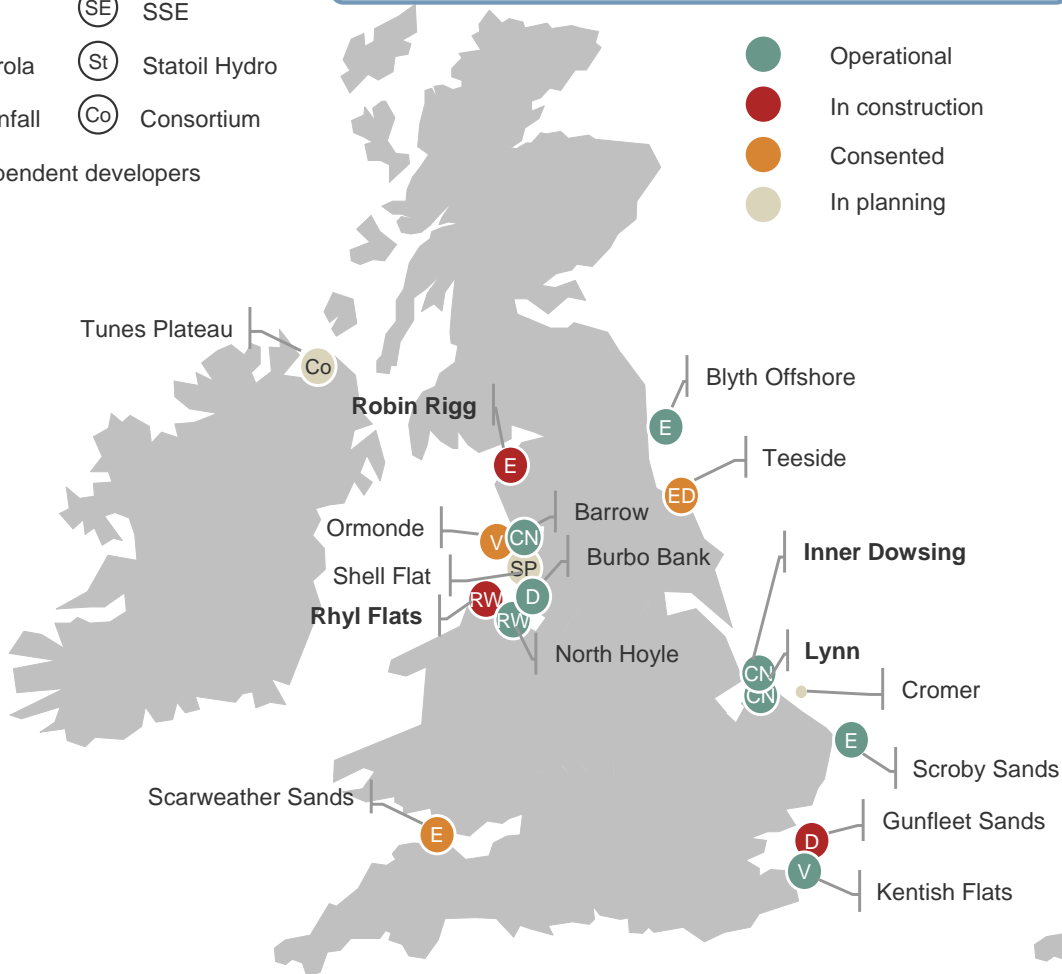 SE SSE
rola St Statoil Hydro
nfall Co Consortium
pendent developers
Operational
In construction
Consented
In planning
Tunes Plateau
Co
Robin Rigg
E
Blyth Offshore
E
Teeside
ED
Ormonde
V
CN
Barrow
Shell Flat
SP
Burbo Bank
D
Rhyl Flats
RW
RW
North Hoyle
Inner Dowsing
CN
Lynn
CN
Cromer
E
Scroby Sands
Scarweather Sands
E
Gunfleet Sands
D
V
Kentish Flats